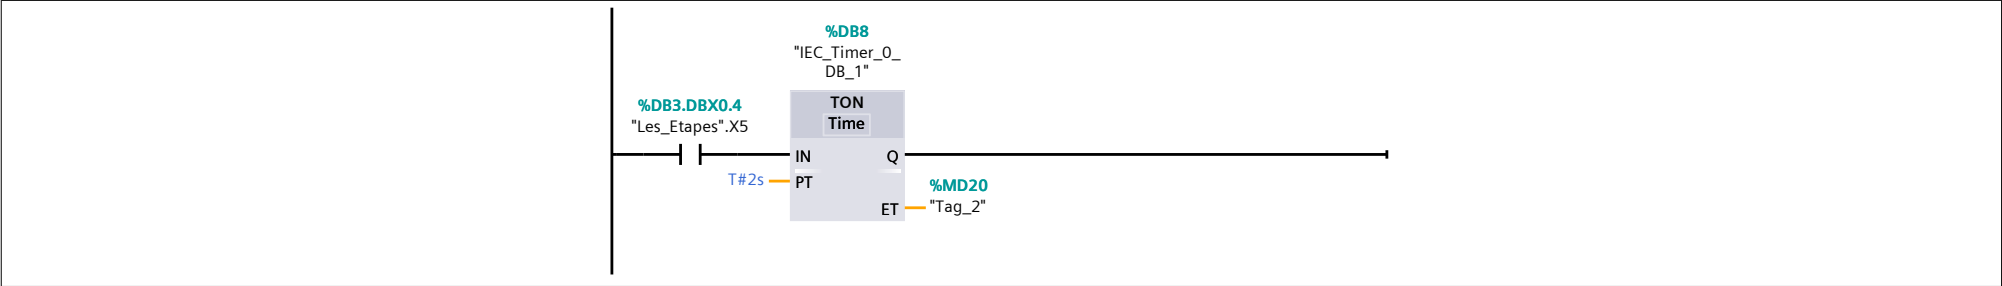 %DB8
"IEC_Timer_0_
DB_1"
%DB3.DBX0.4
"Les_Etapes".X5
TON
Time
IN
Q
T#2s
PT
%MD20
ET
"Tag_2"